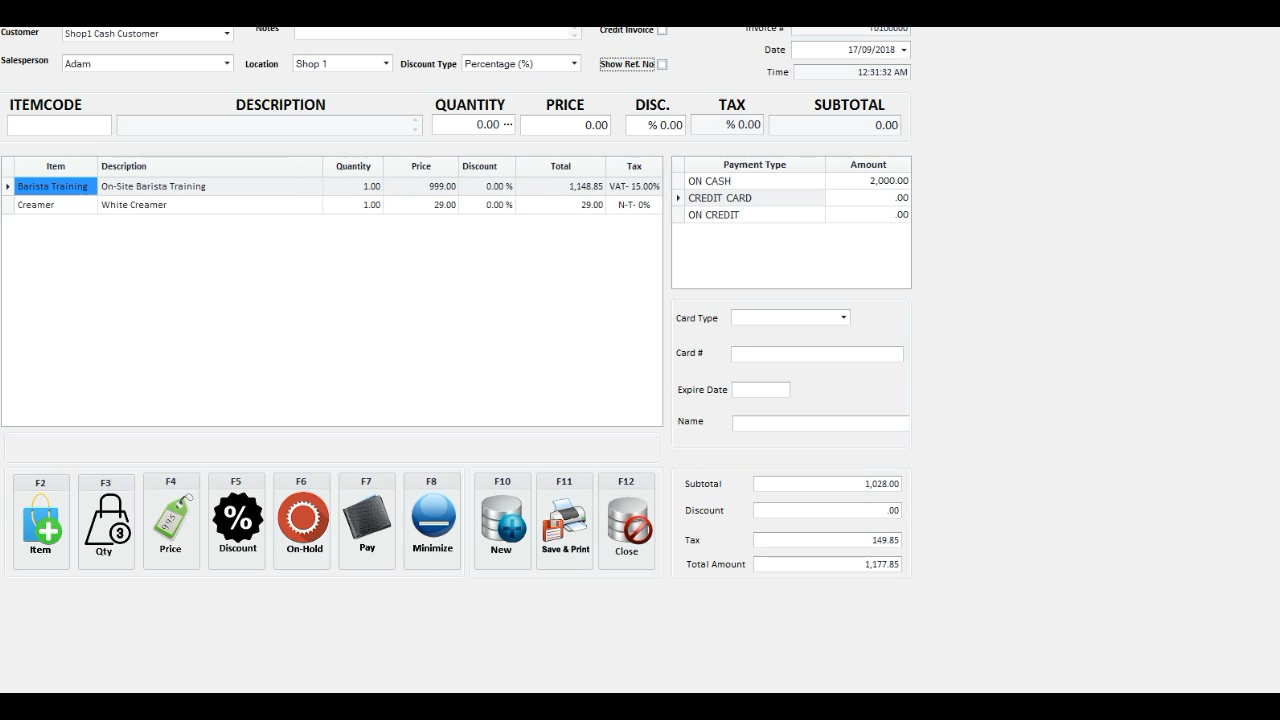 Customer Shop1 Cash Customer Notes Credit Invoice Invoice #
Date 17/09/2018
Salesperson Adam Location Shop 1 Discount Type Percentage (%) Show Ref. No
Time 12:31:32 AM
ITEMCODE DESCRIPTION QUANTITY PRICE DISC. TAX SUBTOTAL
0.00 ... 0.00 % 0.00 % 0.00 0.00
Item Description Quantity Price Discount Total Tax
Barista Training On-Site Barista Training 1.00 999.00 0.00 % 1,148.85 VAT- 15.00%
Creamer White Creamer 1.00 29.00 0.00 % 29.00 N-T- 0%
Payment Type Amount
ON CASH 2,000.00
CREDIT CARD .00
ON CREDIT .00
Card Type
Card #
Expire Date
Name
F2 F3 F4 F5 F6 F7 F8 F10 F11 F12
3 995 %
Item Qty Price Discount On-Hold Pay Minimize New Save & Print Close
Subtotal 1,028.00
Discount .00
Tax 149.85
Total Amount 1,177.85